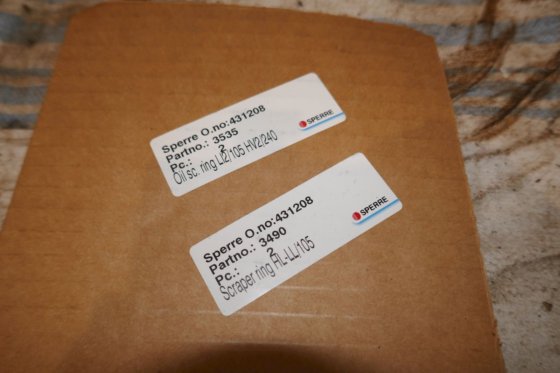 Sperre O.no:431208
Partno.: 3535
Pc.: 2
Oil sc. ring L2/105 HV2/240
SPERRE
Sperre O.no:431208
Partno.: 3490
Pc.: 2
Scraper ring HL-LL/105
SPERRE